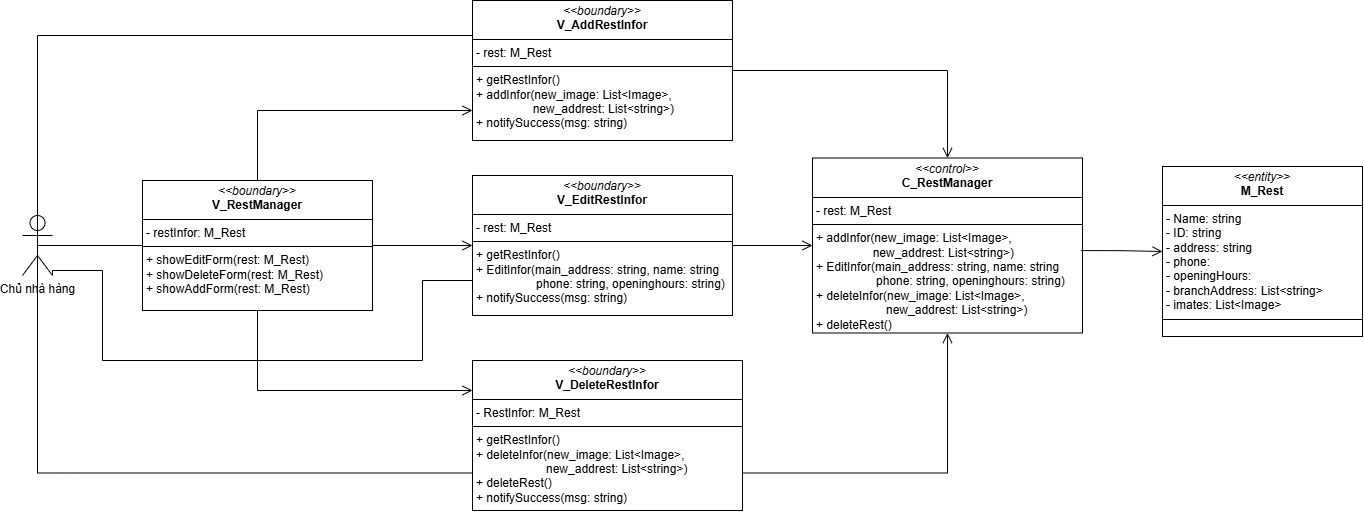 <<boundary>>
V_AddRestInfor
- rest: M_Rest
+ getRestInfor()
+ addInfor(new_image: List<Image>,
new_addrest: List<string>)
+ notifySuccess(msg: string)
Chủ nhà hàng
<<boundary>>
V_RestManager
- restInfor: M_Rest
+ showEditForm(rest: M_Rest)
+ showDeleteForm(rest: M_Rest)
+ showAddForm(rest: M_Rest)
<<boundary>>
V_EditRestInfor
- rest: M_Rest
+ getRestInfor()
+ EditInfor(main_address: string, name: string
phone: string, openinghours: string)
+ notifySuccess(msg: string)
<<boundary>>
V_DeleteRestInfor
- RestInfor: M_Rest
+ getRestInfor()
+ deleteInfor(new_image: List<Image>,
new_addrest: List<string>)
+ deleteRest()
+ notifySuccess(msg: string)
<<control>>
C_RestManager
- rest: M_Rest
+ addInfor(new_image: List<Image>,
new_address: List<string>)
+ EditInfor(main_address: string, name: string
phone: string, openinghours: string)
+ deleteInfor(new_image: List<Image>,
new_addrest: List<string>)
+ deleteRest()
<<entity>>
M_Rest
- Name: string
- ID: string
- address: string
- phone:
- openingHours:
- branchAddress: List<string>
- imates: List<Image>